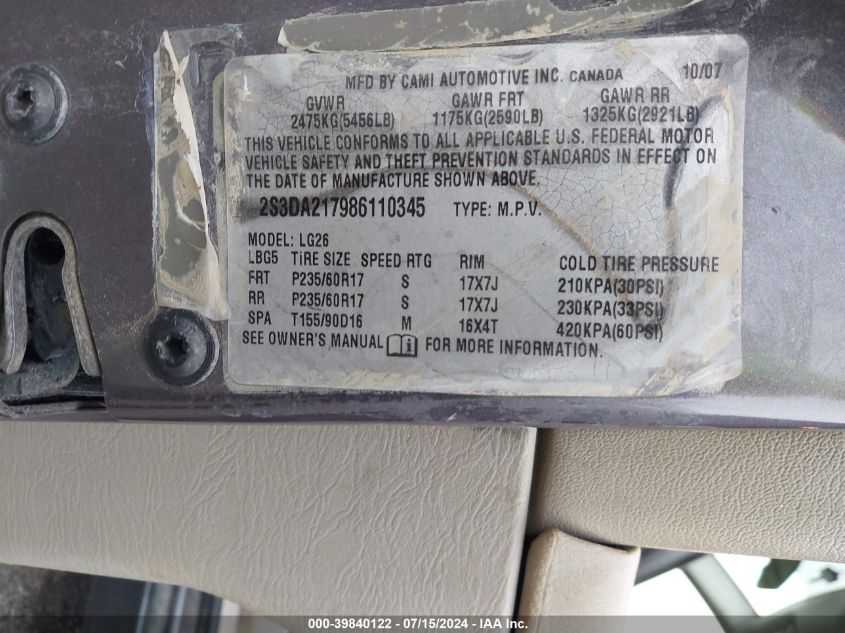 MFD BY CAMI AUTOMOTIVE INC. CANADA 10/07
GVWR GAWR FRT GAWR RR
2475KG(5456LB) 1175KG(2590LB) 1325KG(2921LB)
THIS VEHICLE CONFORMS TO ALL APPLICABLE U.S. FEDERAL MOTOR
VEHICLE SAFETY AND THEFT PREVENTION STANDARDS IN EFFECT ON
THE DATE OF MANUFACTURE SHOWN ABOVE.
2S3DA217986110345 TYPE: M.P.V.
MODEL: LG26
LBG5 TIRE SIZE SPEED RTG RIM COLD TIRE PRESSURE
FRT P235/60R17 S 17X7J 210KPA(30PSI)
RR P235/60R17 S 17X7J 230KPA(33PSI)
SPA T155/90D16 M 16X4T 420KPA(60PSI)
SEE OWNER'S MANUAL FOR MORE INFORMATION.
000-39840122 - 07/15/2024 - IAA Inc.